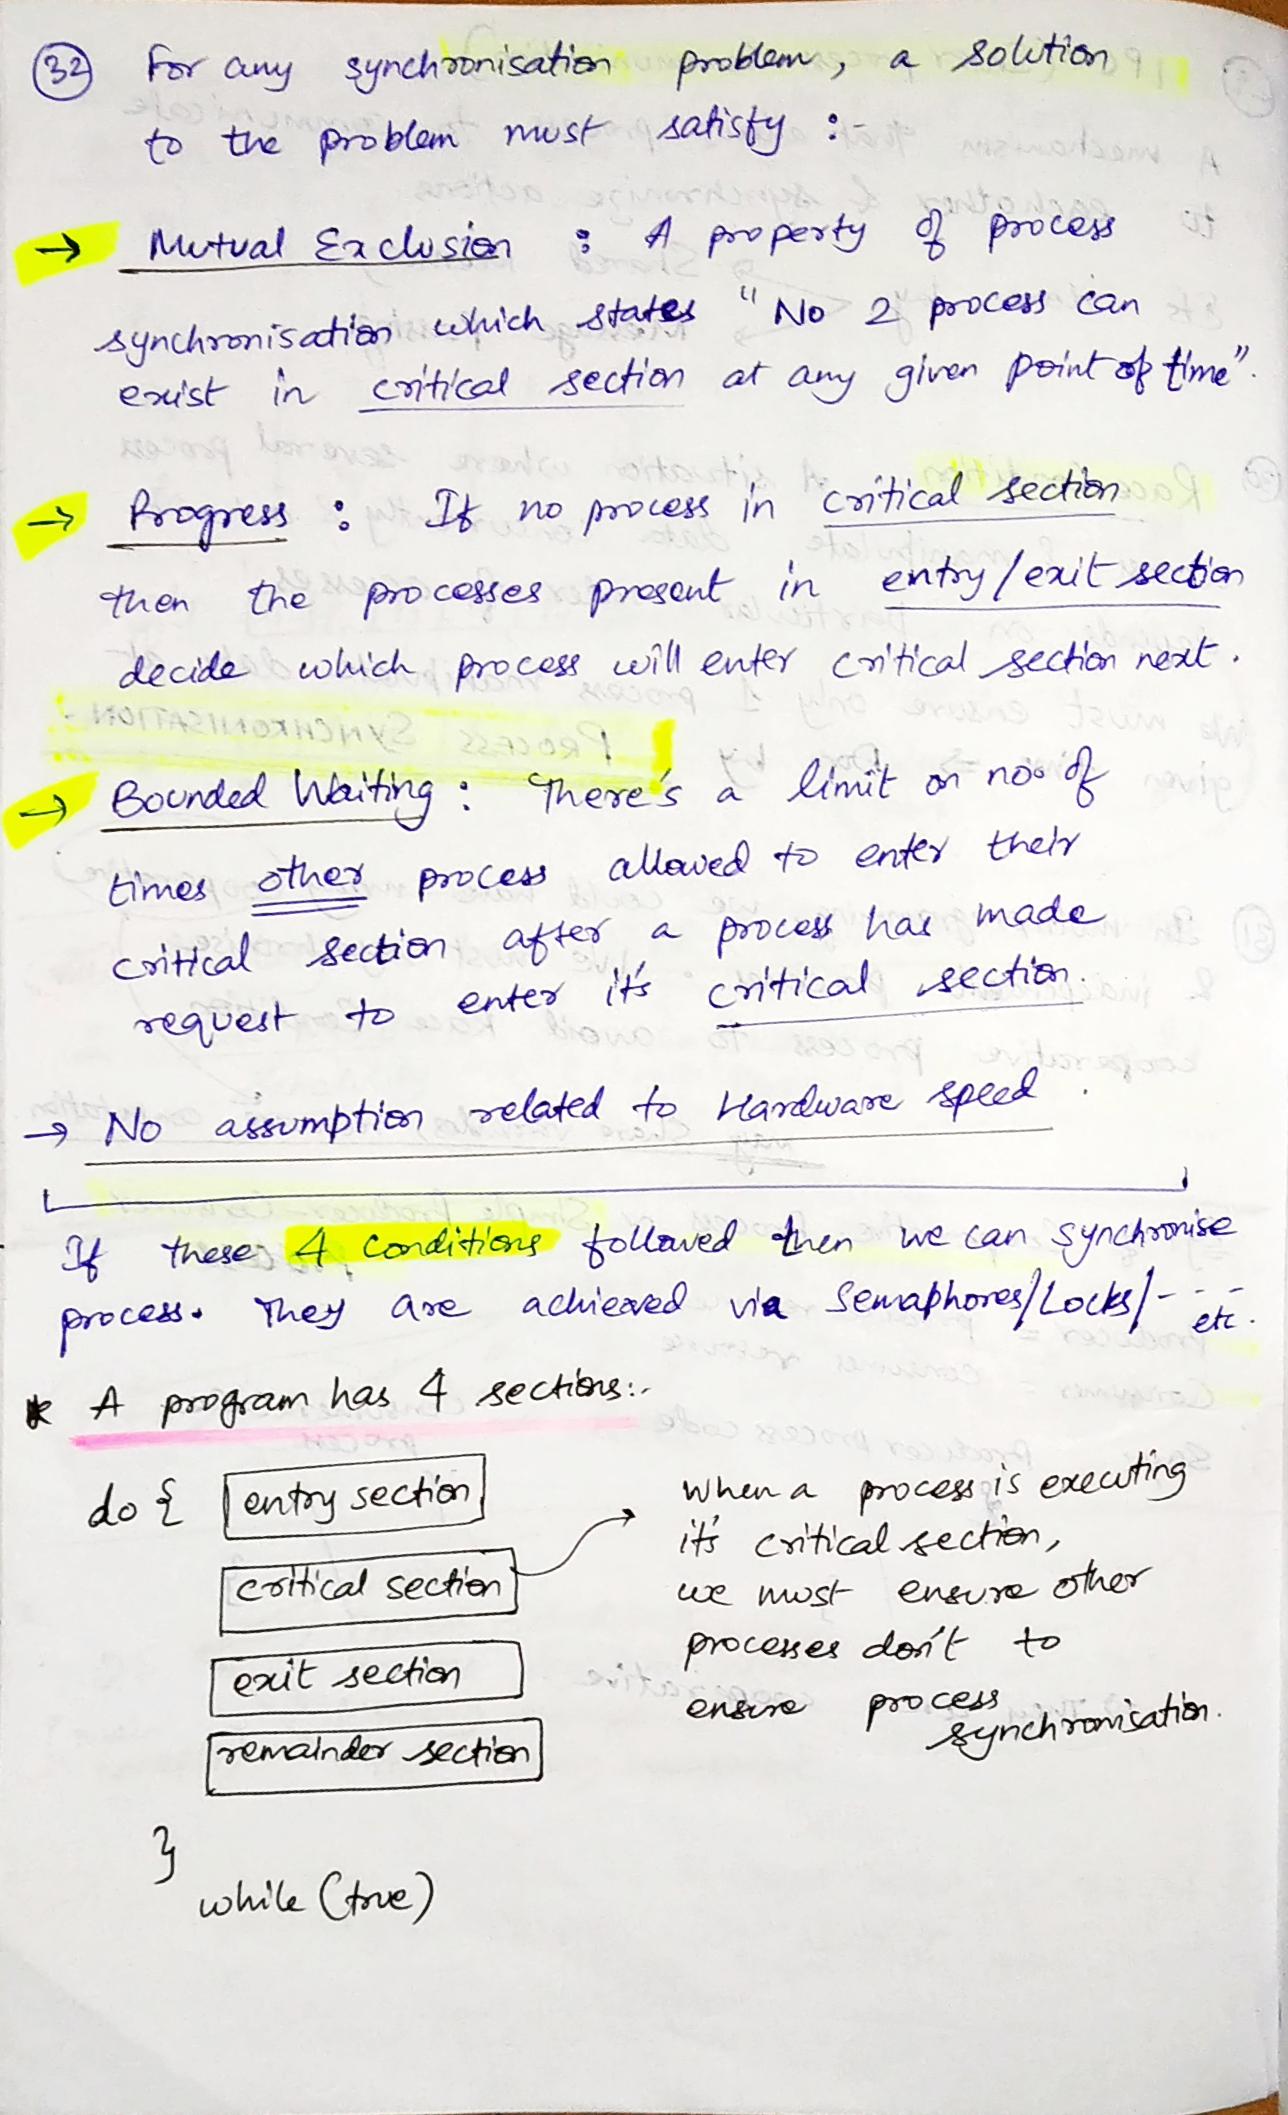 32 For any synchronisation problem, a solution
to the problem must satisfy :-
→ Mutual Exclusion : A property of process
synchronisation which states "No 2 process can
exist in critical section at any given point of time".
→ Progress : If no process in critical section
then the processes present in entry/exit section
decide which process will enter critical section next.
→ Bounded Waiting : There's a limit on no. of
times other process allowed to enter their
critical section after a process has made
request to enter it's critical section.
→ No assumption related to Hardware speed.
If these 4 conditions followed then we can synchronise
process. They are achieved via Semaphores/Locks/--- etc.
* A program has 4 sections:-
do { entry section
critical section
exit section
remainder section
}
while (true)
When a process is executing
it's critical section,
we must ensure other
processes don't to
ensure process
synchronisation.